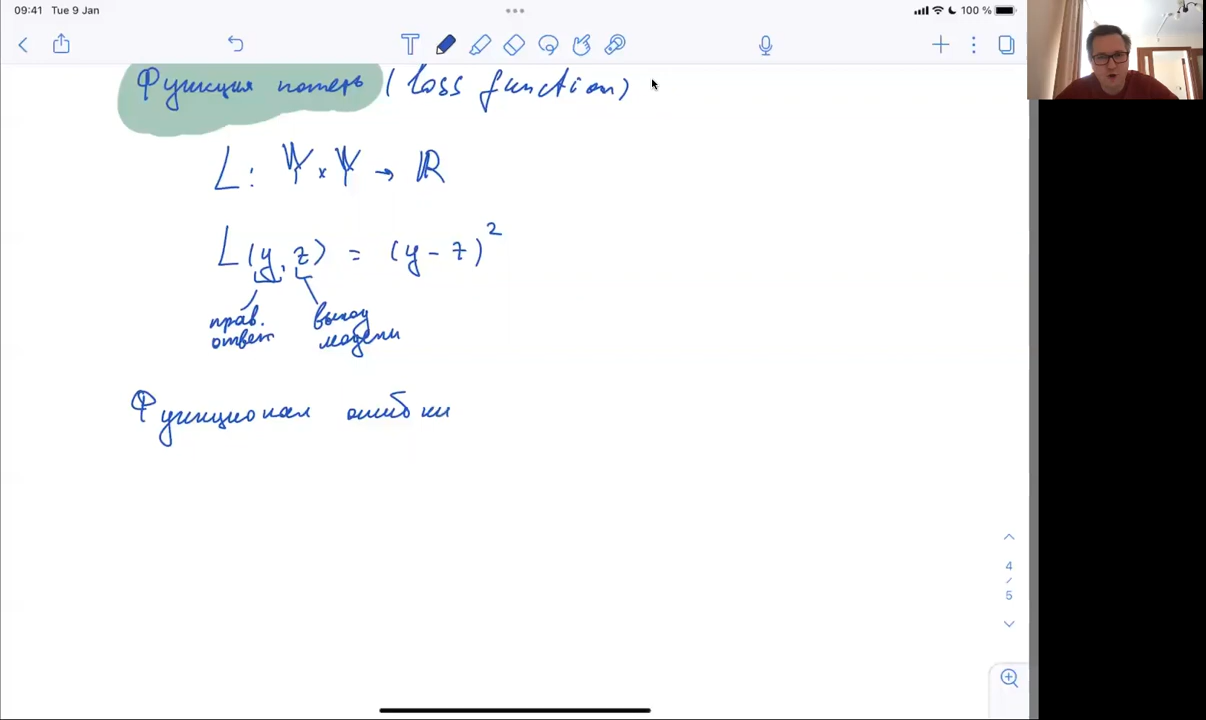 09:41 Tue 9 Jan
100 %
Функция потерь (loss function)
L: Y × Y → ℝ
L(y, z) = (y - z)²
прав. выход
ответ модели
Функционал ошибки
4
/
5